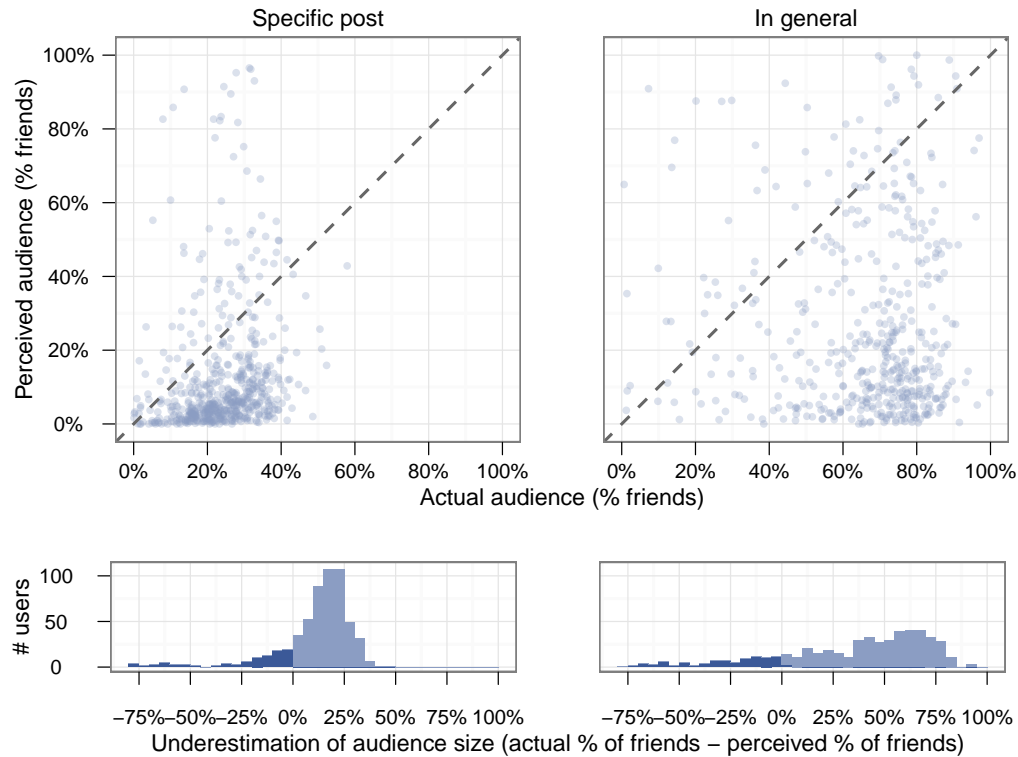 Specific post
In general
Perceived audience (% friends)
100%
80%
60%
40%
20%
0%
0% 20% 40% 60% 80% 100%
0% 20% 40% 60% 80% 100%
Actual audience (% friends)
# users
100
50
0
−75% −50% −25% 0% 25% 50% 75% 100%
−75% −50% −25% 0% 25% 50% 75% 100%
Underestimation of audience size (actual % of friends − perceived % of friends)